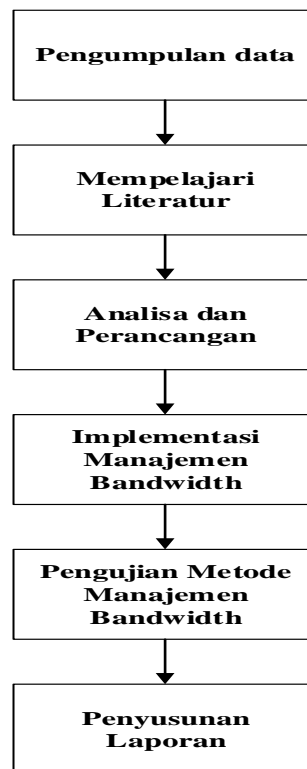 Pengumpulan data
Mempelajari
Literatur
Analisa dan
Perancangan
Implementasi
Manajemen
Bandwidth
Pengujian Metode
Manajemen
Bandwidth
Penyusunan
Laporan